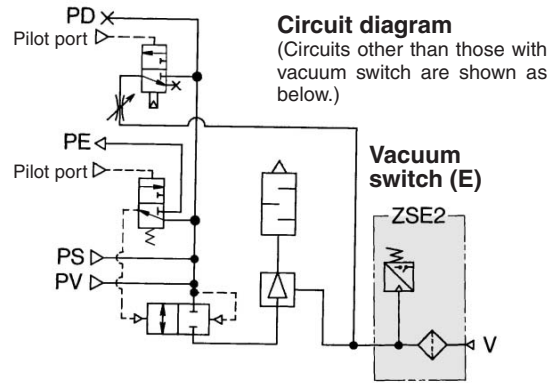 PD
Pilot port
Circuit diagram
(Circuits other than those with
vacuum switch are shown as
below.)
PE
Pilot port
Vacuum
switch (E)
ZSE2
PS
PV
V